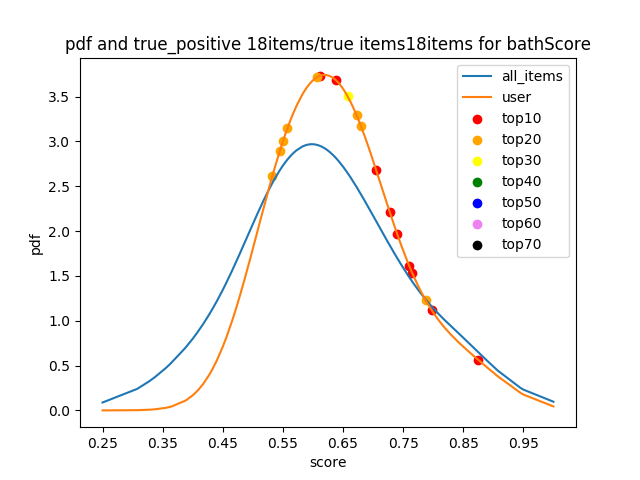 pdf and true_positive 18items/true items18items for bathScore
all_items
user
top10
top20
top30
top40
top50
top60
top70
pdf
3.5
3.0
2.5
2.0
1.5
1.0
0.5
0.0
0.25 0.35 0.45 0.55 0.65 0.75 0.85 0.95
score